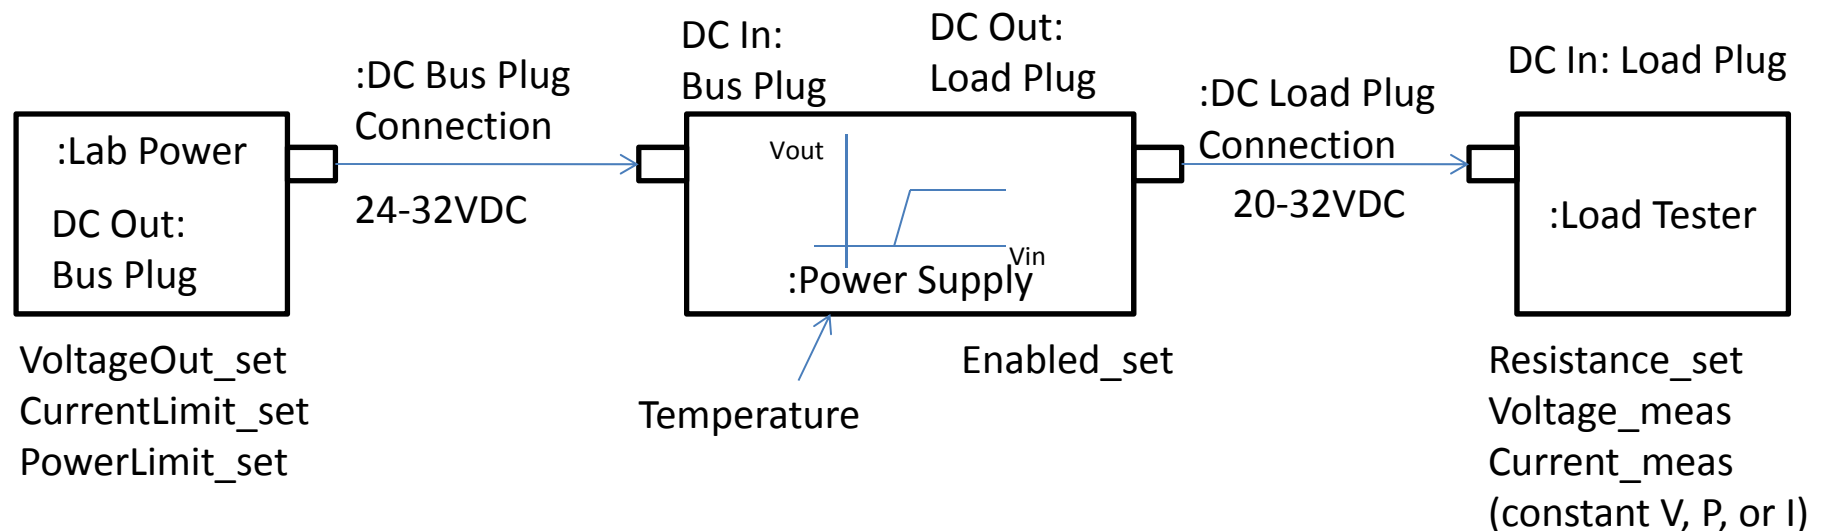 :Lab Power
DC Out:
Bus Plug
VoltageOut_set
CurrentLimit_set
PowerLimit_set
:DC Bus Plug
Connection
24-32VDC
DC In:
Bus Plug
DC Out:
Load Plug
Vout
Vin
:Power Supply
Temperature
Enabled_set
:DC Load Plug
Connection
20-32VDC
DC In: Load Plug
:Load Tester
Resistance_set
Voltage_meas
Current_meas
(constant V, P, or I)